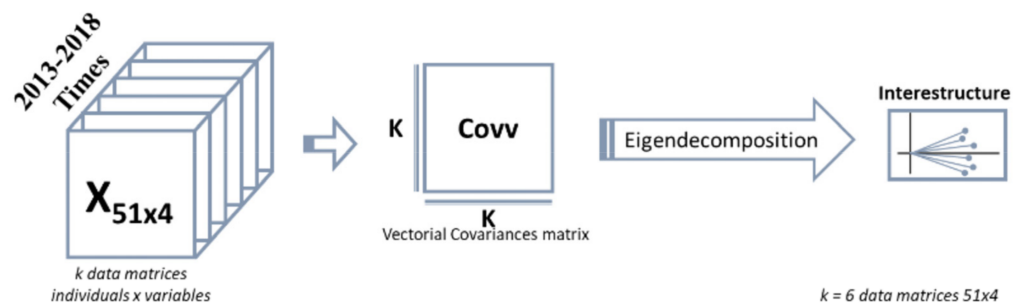 2013-2018
Times
X51x4
k data matrices
individuals x variables
K
Covv
K
Vectorial Covariances matrix
Eigendecomposition
Interestructure
k = 6 data matrices 51x4